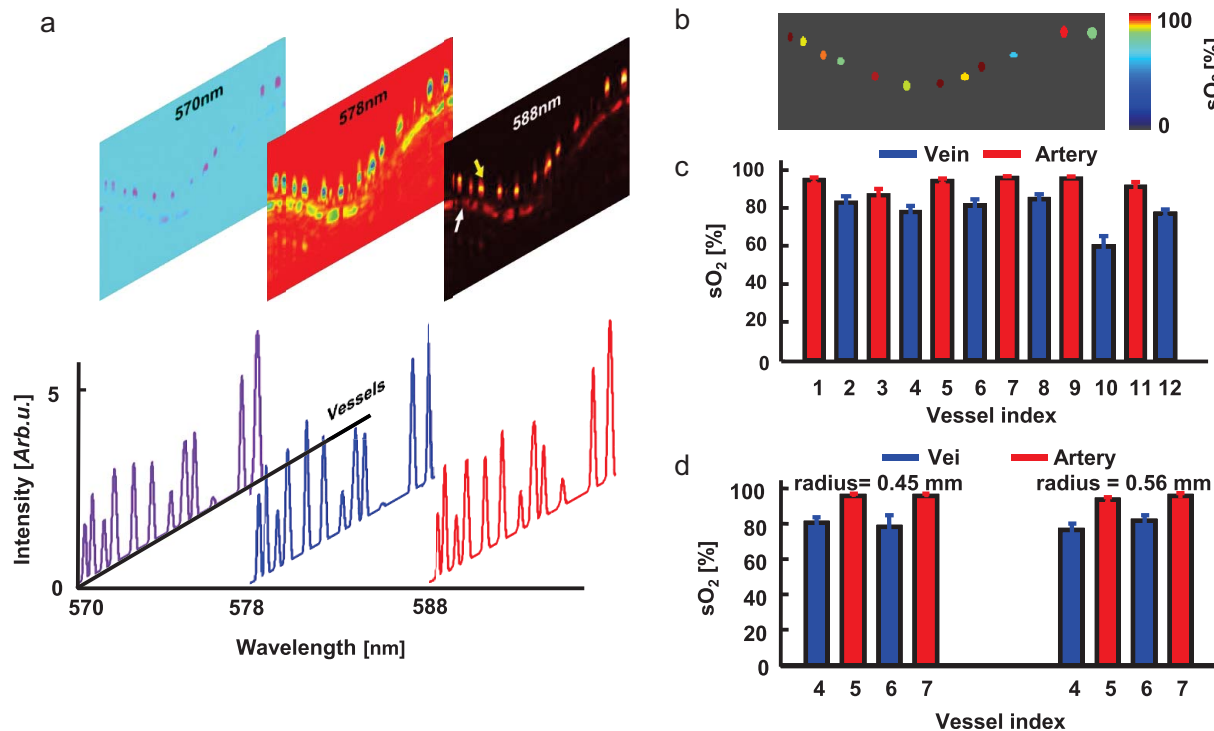 a
570nm
578nm
588nm
Intensity [Arb.u.]
5
0
Vessels
570
578
588
Wavelength [nm]
b
100
0
sO₂ [%]
c
Vein
Artery
sO₂ [%]
100
80
60
40
20
0
1 2 3 4 5 6 7 8 9 10 11 12
Vessel index
d
Vei
Artery
radius= 0.45 mm
radius = 0.56 mm
sO₂ [%]
100
80
60
40
20
0
4 5 6 7
4 5 6 7
Vessel index